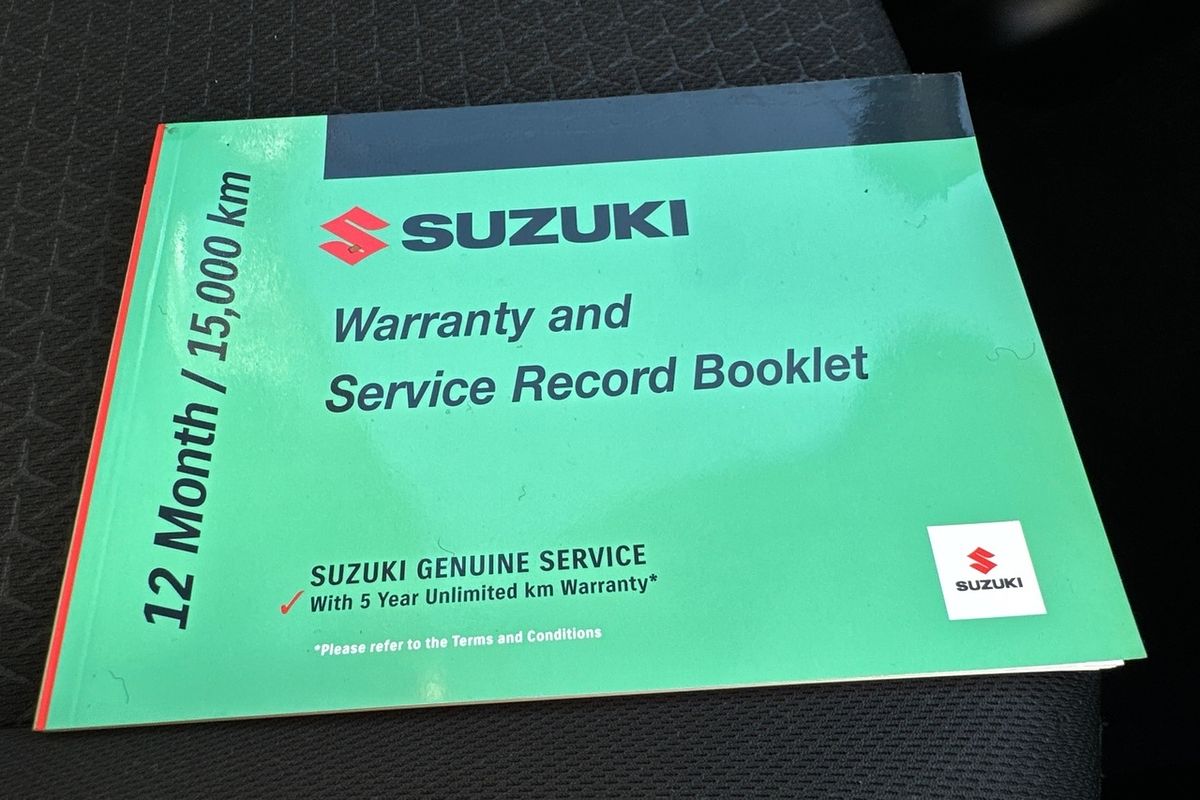 12 Month / 15,000 km
SUZUKI
Warranty and
Service Record Booklet
SUZUKI GENUINE SERVICE
With 5 Year Unlimited km Warranty*
*Please refer to the Terms and Conditions
SUZUKI